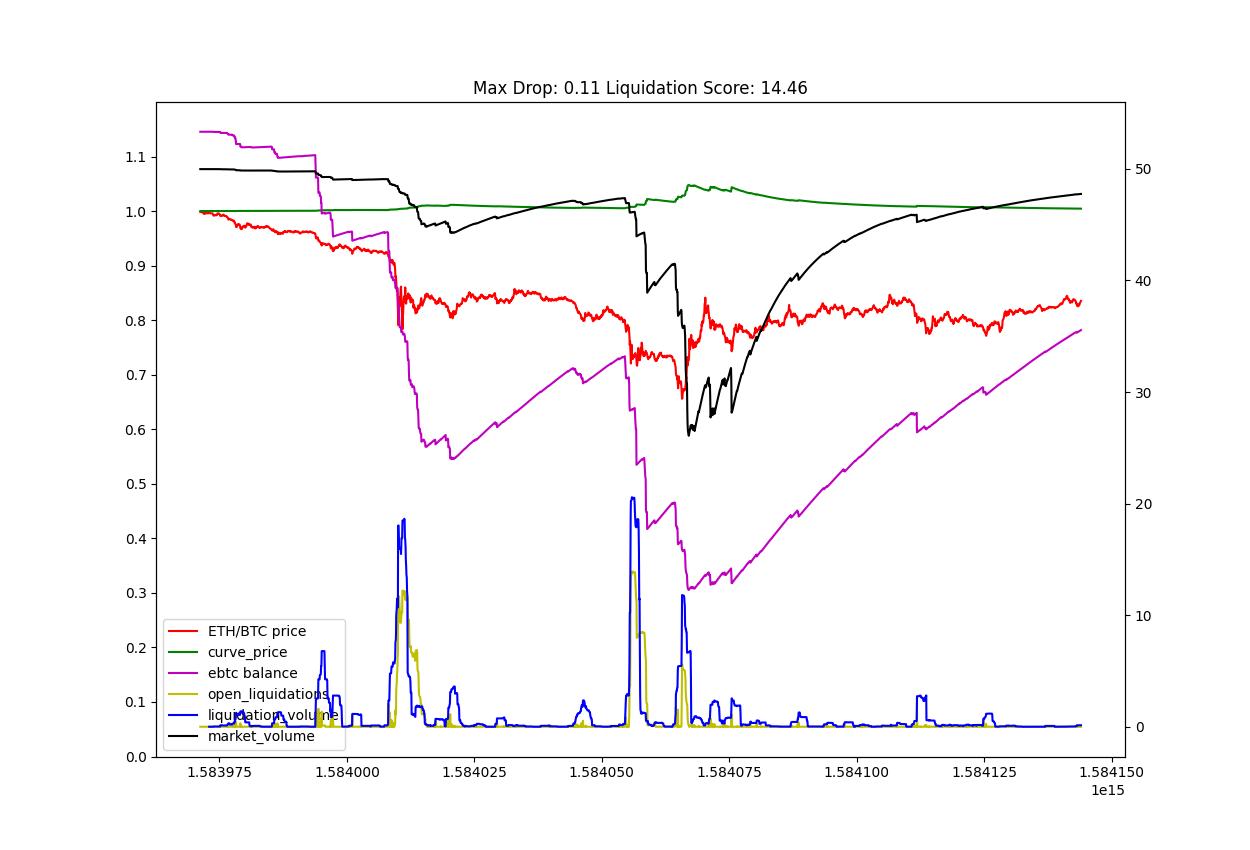 Max Drop: 0.11 Liquidation Score: 14.46
1.1
1.0
0.9
0.8
0.7
0.6
0.5
0.4
0.3
0.2
0.1
0.0
50
40
30
20
10
0
ETH/BTC price
curve_price
ebtc balance
open_liquidations
liquidation_volume
market_volume
1.583975 1.584000 1.584025 1.584050 1.584075 1.584100 1.584125 1.584150
1e15